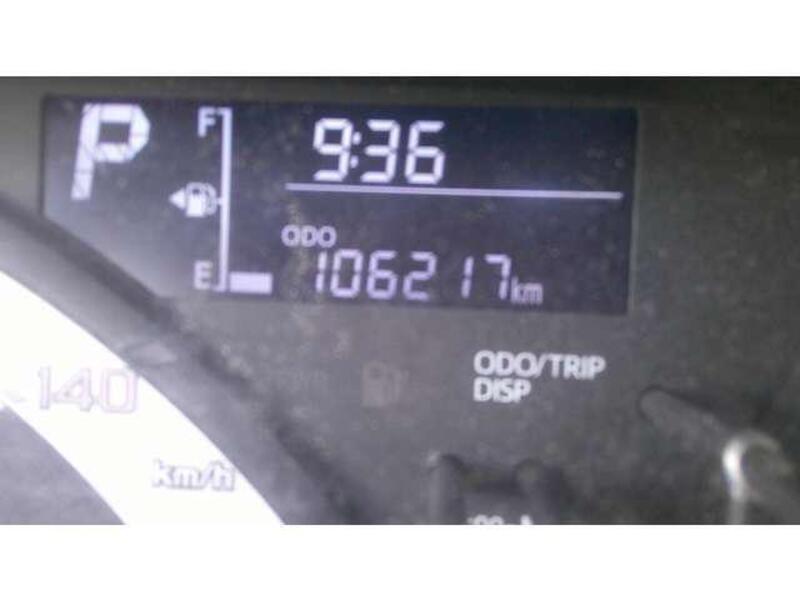 P
F
9:36
ODO
E
106217km
ODO/TRIP
DISP
140
km/h